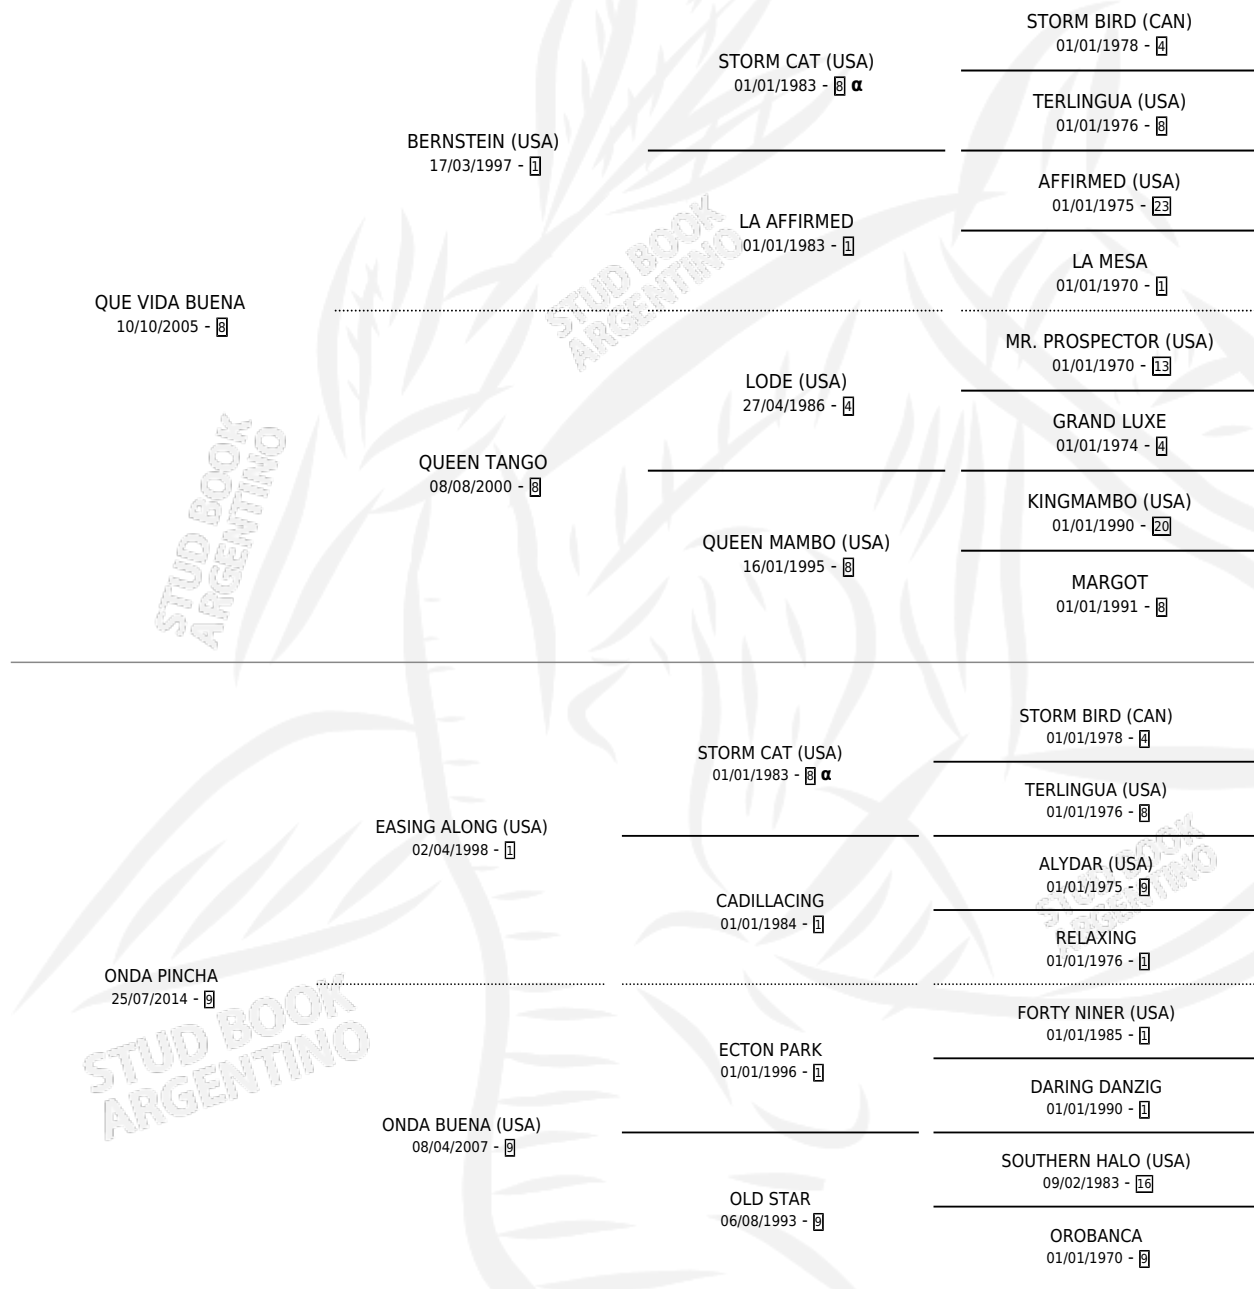 STORM BIRD (CAN)
01/01/1978 - 4
STORM CAT (USA)
01/01/1983 - 8 α
TERLINGUA (USA)
01/01/1976 - 8
BERNSTEIN (USA)
17/03/1997 - 1
AFFIRMED (USA)
01/01/1975 - 23
LA AFFIRMED
01/01/1983 - 1
LA MESA
01/01/1970 - 1
QUE VIDA BUENA
10/10/2005 - 8
MR. PROSPECTOR (USA)
01/01/1970 - 13
LODE (USA)
27/04/1986 - 4
GRAND LUXE
01/01/1974 - 4
QUEEN TANGO
08/08/2000 - 8
KINGMAMBO (USA)
01/01/1990 - 20
QUEEN MAMBO (USA)
16/01/1995 - 8
MARGOT
01/01/1991 - 8
STUD BOOK
ARGENTINO
STUD BOOK
ARGENTINO
STORM BIRD (CAN)
01/01/1978 - 4
STORM CAT (USA)
01/01/1983 - 8 α
TERLINGUA (USA)
01/01/1976 - 8
EASING ALONG (USA)
02/04/1998 - 1
ALYDAR (USA)
01/01/1975 - 9
CADILLACING
01/01/1984 - 1
RELAXING
01/01/1976 - 1
ONDA PINCHA
25/07/2014 - 9
FORTY NINER (USA)
01/01/1985 - 1
ECTON PARK
01/01/1996 - 1
DARING DANZIG
01/01/1990 - 1
ONDA BUENA (USA)
08/04/2007 - 9
SOUTHERN HALO (USA)
09/02/1983 - 16
OLD STAR
06/08/1993 - 9
OROBANCA
01/01/1970 - 9
STUD BOOK
ARGENTINO
STUD BOOK
ARGENTINO